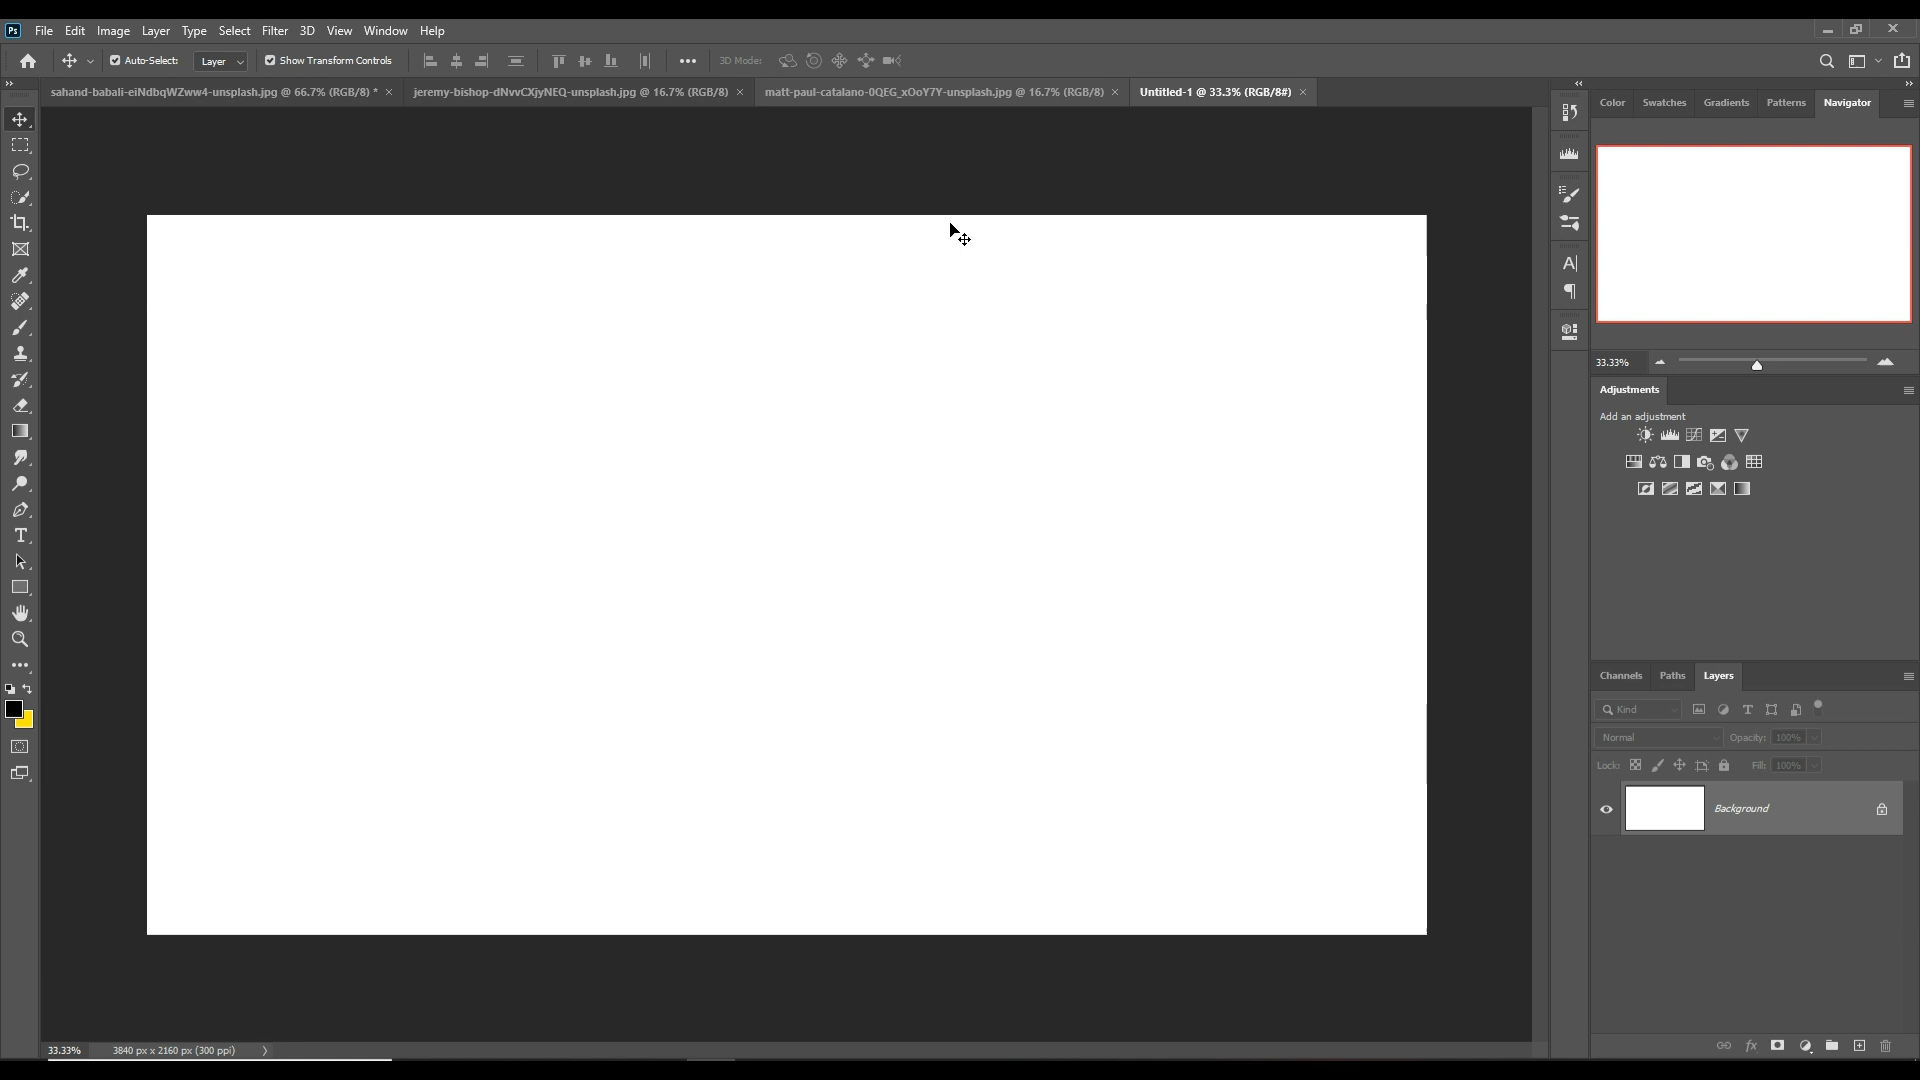 Ps File Edit Image Layer Type Select Filter 3D View Window Help
Auto-Select: Layer Show Transform Controls 3D Mode:
sahand-babali-eiNdbqWZww4-unsplash.jpg @ 66.7% (RGB/8) * × jeremy-bishop-dNvvCXjyNEQ-unsplash.jpg @ 16.7% (RGB/8) × matt-paul-catalano-0QEG_xOoY7Y-unsplash.jpg @ 16.7% (RGB/8) × Untitled-1 @ 33.3% (RGB/8#) ×
Color Swatches Gradients Patterns Navigator
33.33%
Adjustments
Add an adjustment
Channels Paths Layers
Kind
Normal Opacity: 100%
Lock: Fill: 100%
Background
33.33% 3840 px x 2160 px (300 ppi)